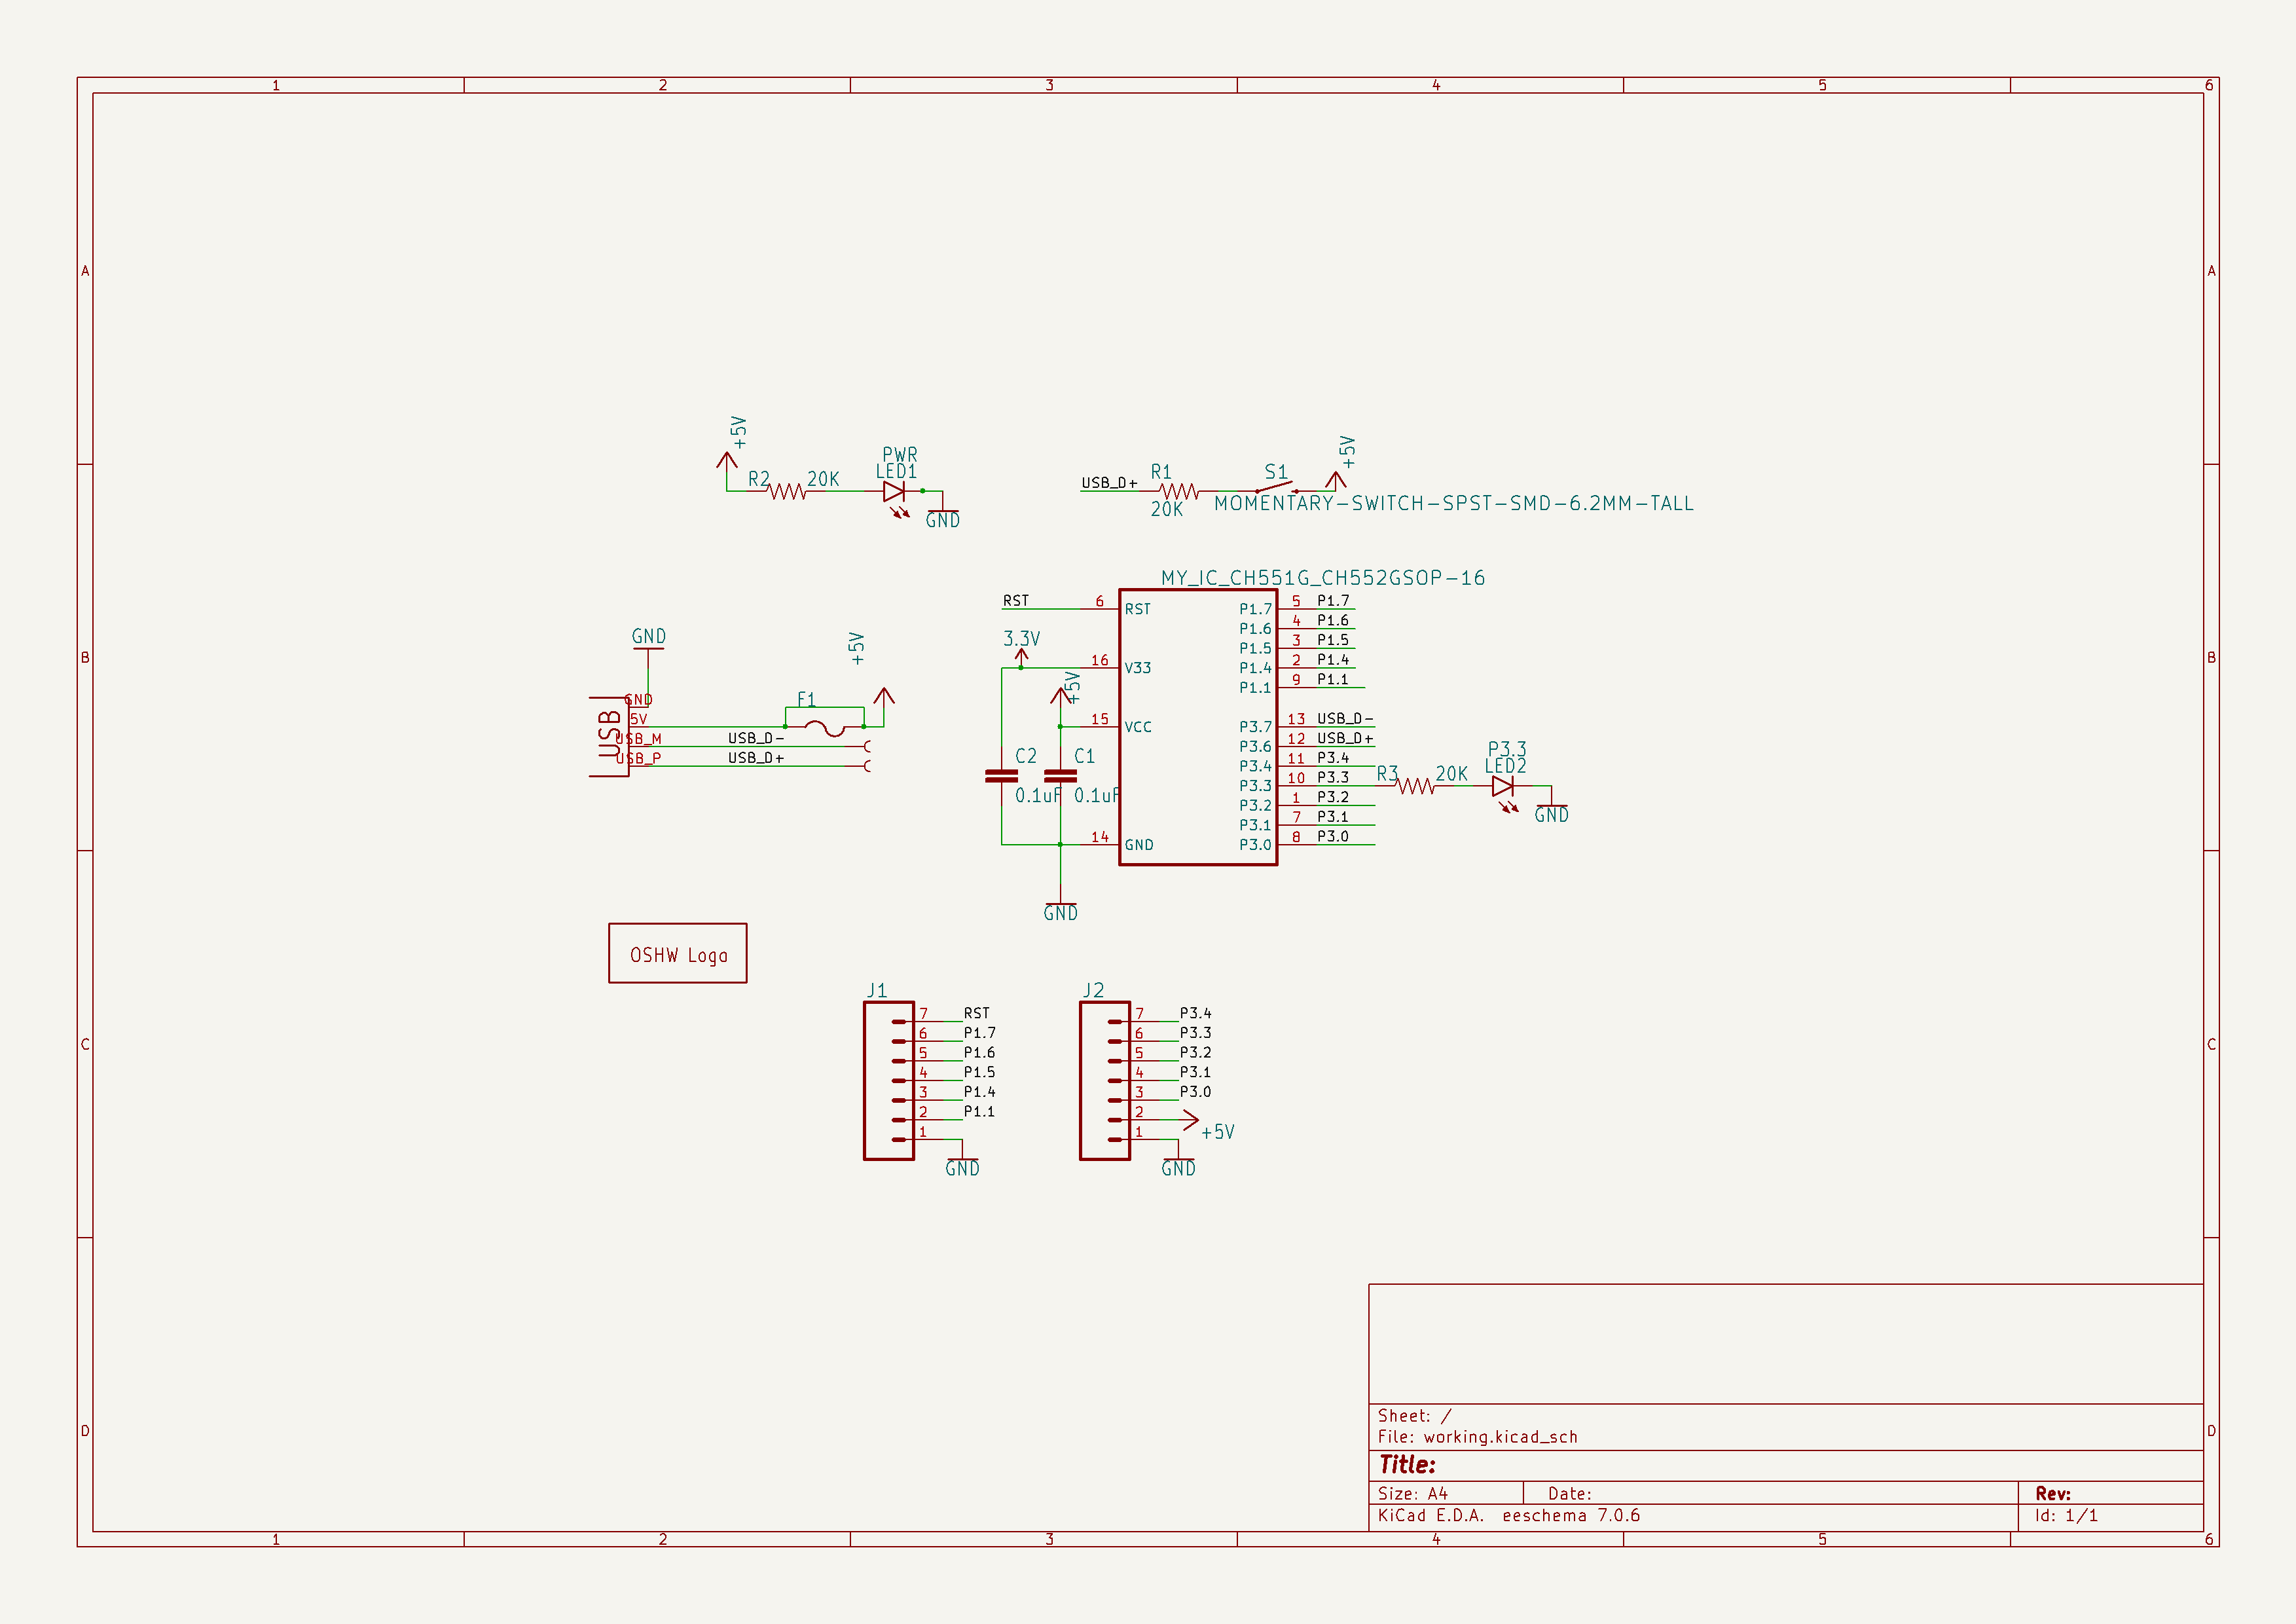 1 2 3 4 5 6
A A
+5V
PWR
LED1
R2 20K
GND
+5V
USB_D+
R1
20K
S1
MOMENTARY-SWITCH-SPST-SMD-6.2MM-TALL
MY_IC_CH551G_CH552GSOP-16
RST 6 RST
3.3V
16 V33
+5V
15 VCC
C2 C1
0.1uF 0.1uF
14 GND
GND
P1.7 5 P1.7
P1.6 4 P1.6
P1.5 3 P1.5
P1.4 2 P1.4
P1.1 9 P1.1
P3.7 13 USB_D-
P3.6 12 USB_D+
P3.4 11 P3.4
P3.3 10 P3.3
P3.2 1 P3.2
P3.1 7 P3.1
P3.0 8 P3.0
R3 20K
P3.3
LED2
GND
B B
GND
+5V
USB
GND
5V
USB_M
USB_P
F1
USB_D-
USB_D+
OSHW Logo
J1
7 RST
6 P1.7
5 P1.6
4 P1.5
3 P1.4
2 P1.1
1
GND
J2
7 P3.4
6 P3.3
5 P3.2
4 P3.1
3 P3.0
2
+5V
1
GND
C C
D D
Sheet: /
File: working.kicad_sch
Title:
Size: A4 Date: Rev:
KiCad E.D.A. eeschema 7.0.6 Id: 1/1
1 2 3 4 5 6